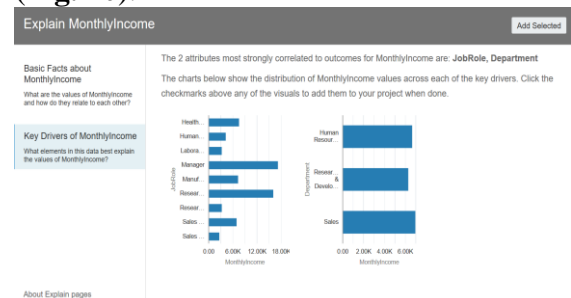 Explain MonthlyIncome
Add Selected
Basic Facts about
MonthlyIncome
What are the values of MonthlyIncome
and how do they relate to each other?
Key Drivers of MonthlyIncome
What elements in this data best explain
the values of MonthlyIncome?
About Explain pages
The 2 attributes most strongly correlated to outcomes for MonthlyIncome are: JobRole, Department
The charts below show the distribution of MonthlyIncome values across each of the key drivers. Click the
checkmarks above any of the visuals to add them to your project when done.
JobRole
Health...
Human...
Labora...
Manager
Manuf...
Resear...
Resear...
Sales ...
Sales ...
0.00 6.00K 12.00K 18.00K
MonthlyIncome
Department
Human
Resour...
Resear...
&
Develo...
Sales
0.00 2.00K 4.00K 6.00K
MonthlyIncome